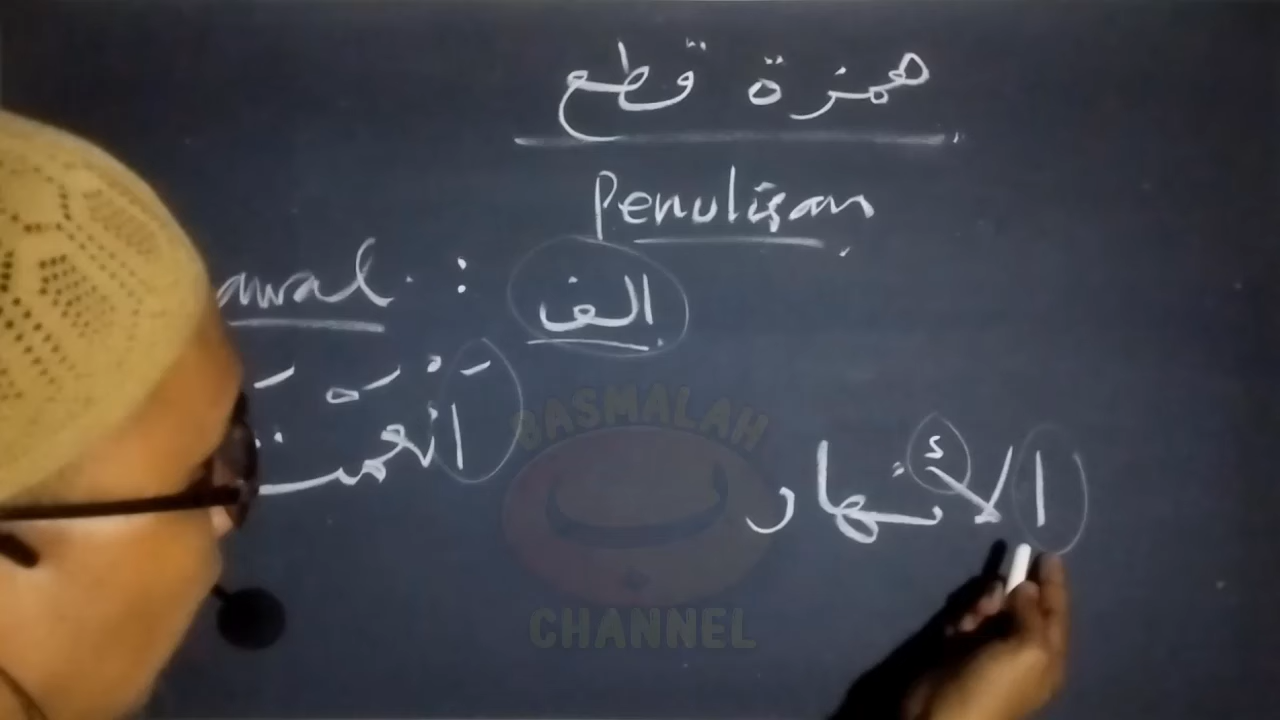 همزة قطع
Penulisan
awal : الف
اَنْعَمْتَ
الأنهار
BASMALAH
CHANNEL